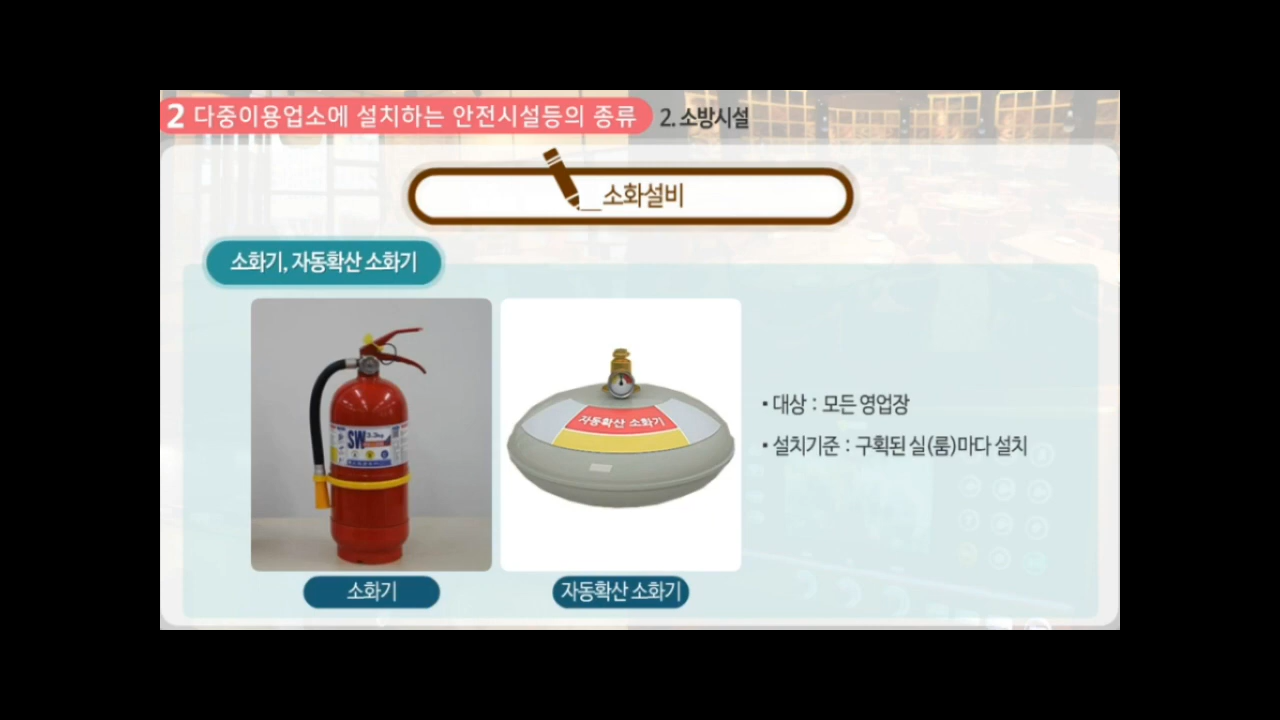 2 다중이용업소에 설치하는 안전시설등의 종류 2. 소방시설
소화설비
소화기, 자동확산 소화기
SW 3.3kg
자동확산 소화기
▪ 대상 : 모든 영업장
▪ 설치기준 : 구획된 실(룸)마다 설치
소화기
자동확산 소화기